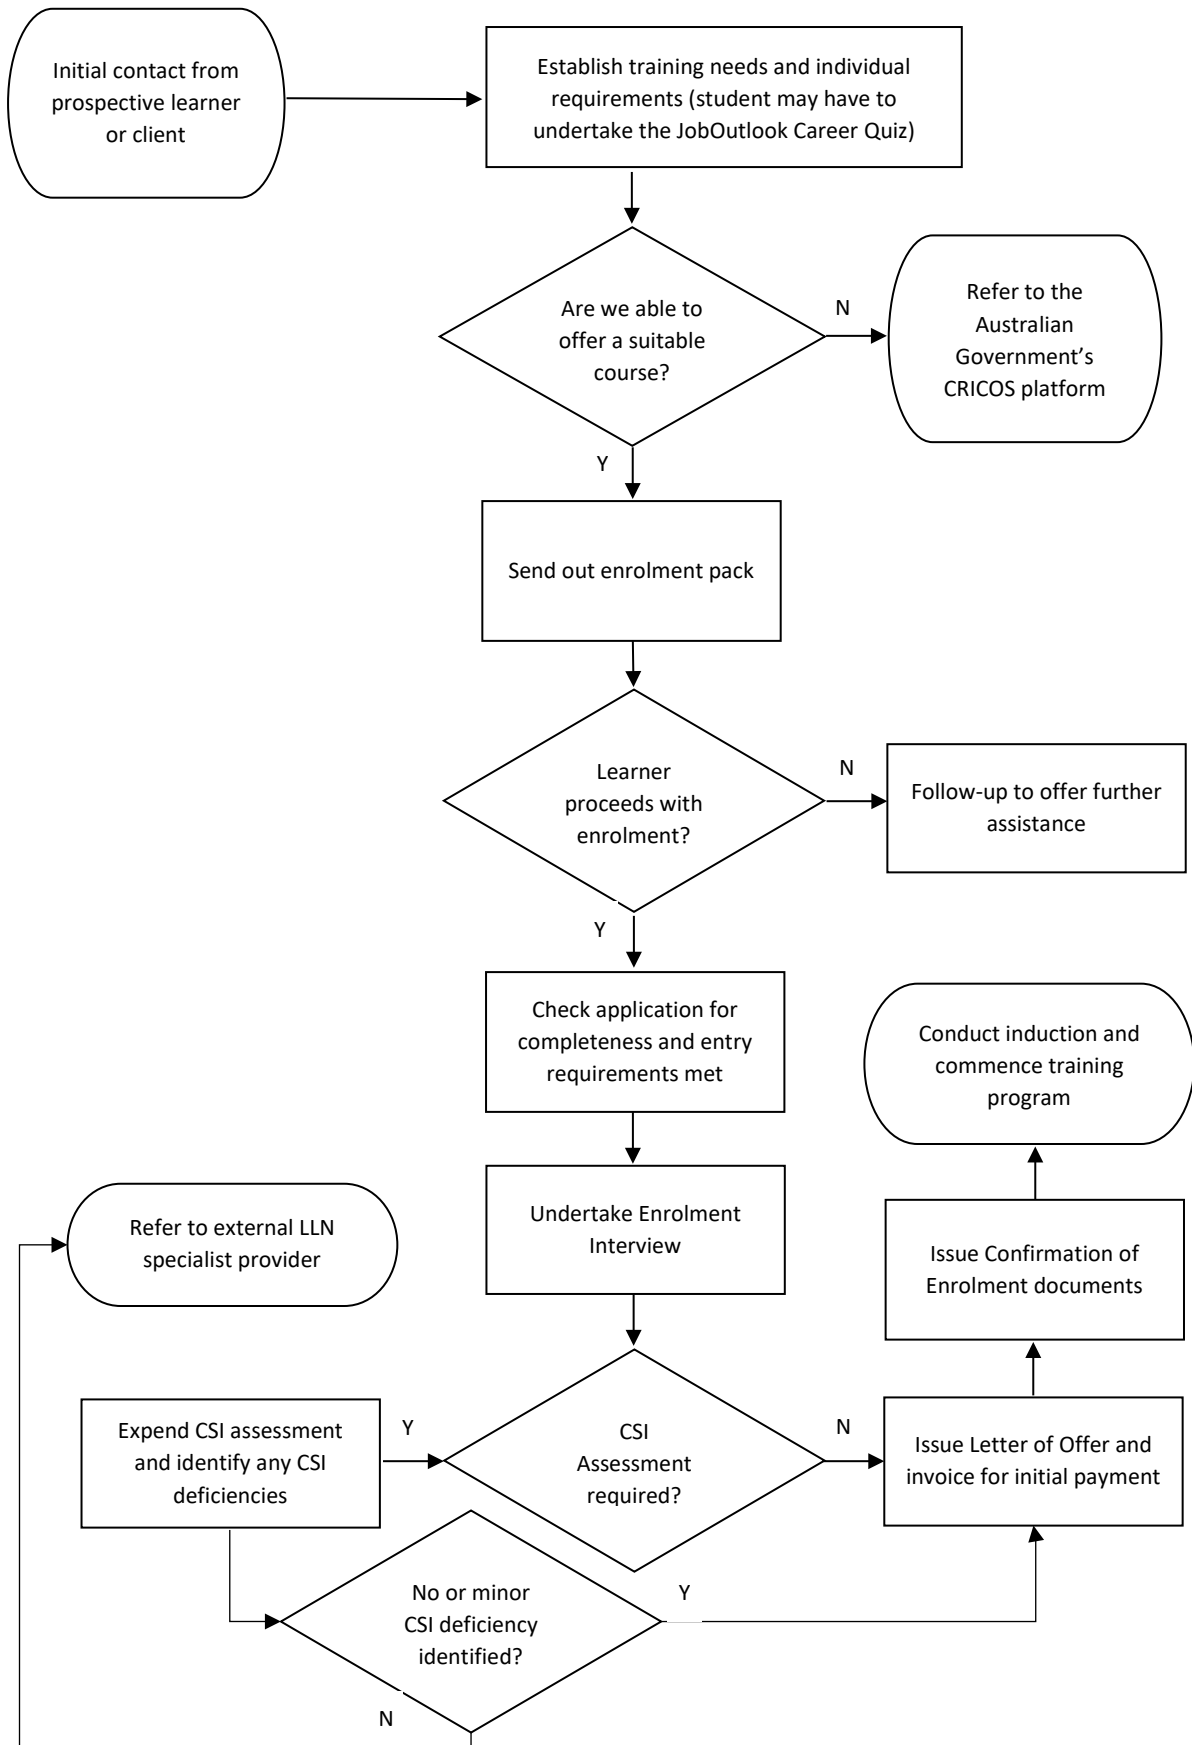 Initial contact from
prospective learner
or client
Establish training needs and individual
requirements (student may have to
undertake the JobOutlook Career Quiz)
Are we able to
offer a suitable
course?
N
Refer to the
Australian
Government’s
CRICOS platform
Y
Send out enrolment pack
Learner
proceeds with
enrolment?
N
Follow-up to offer further
assistance
Y
Check application for
completeness and entry
requirements met
Conduct induction and
commence training
program
Undertake Enrolment
Interview
Refer to external LLN
specialist provider
Issue Confirmation of
Enrolment documents
Expend CSI assessment
and identify any CSI
deficiencies
Y
CSI
Assessment
required?
N
Issue Letter of Offer and
invoice for initial payment
No or minor
CSI deficiency
identified?
Y
N